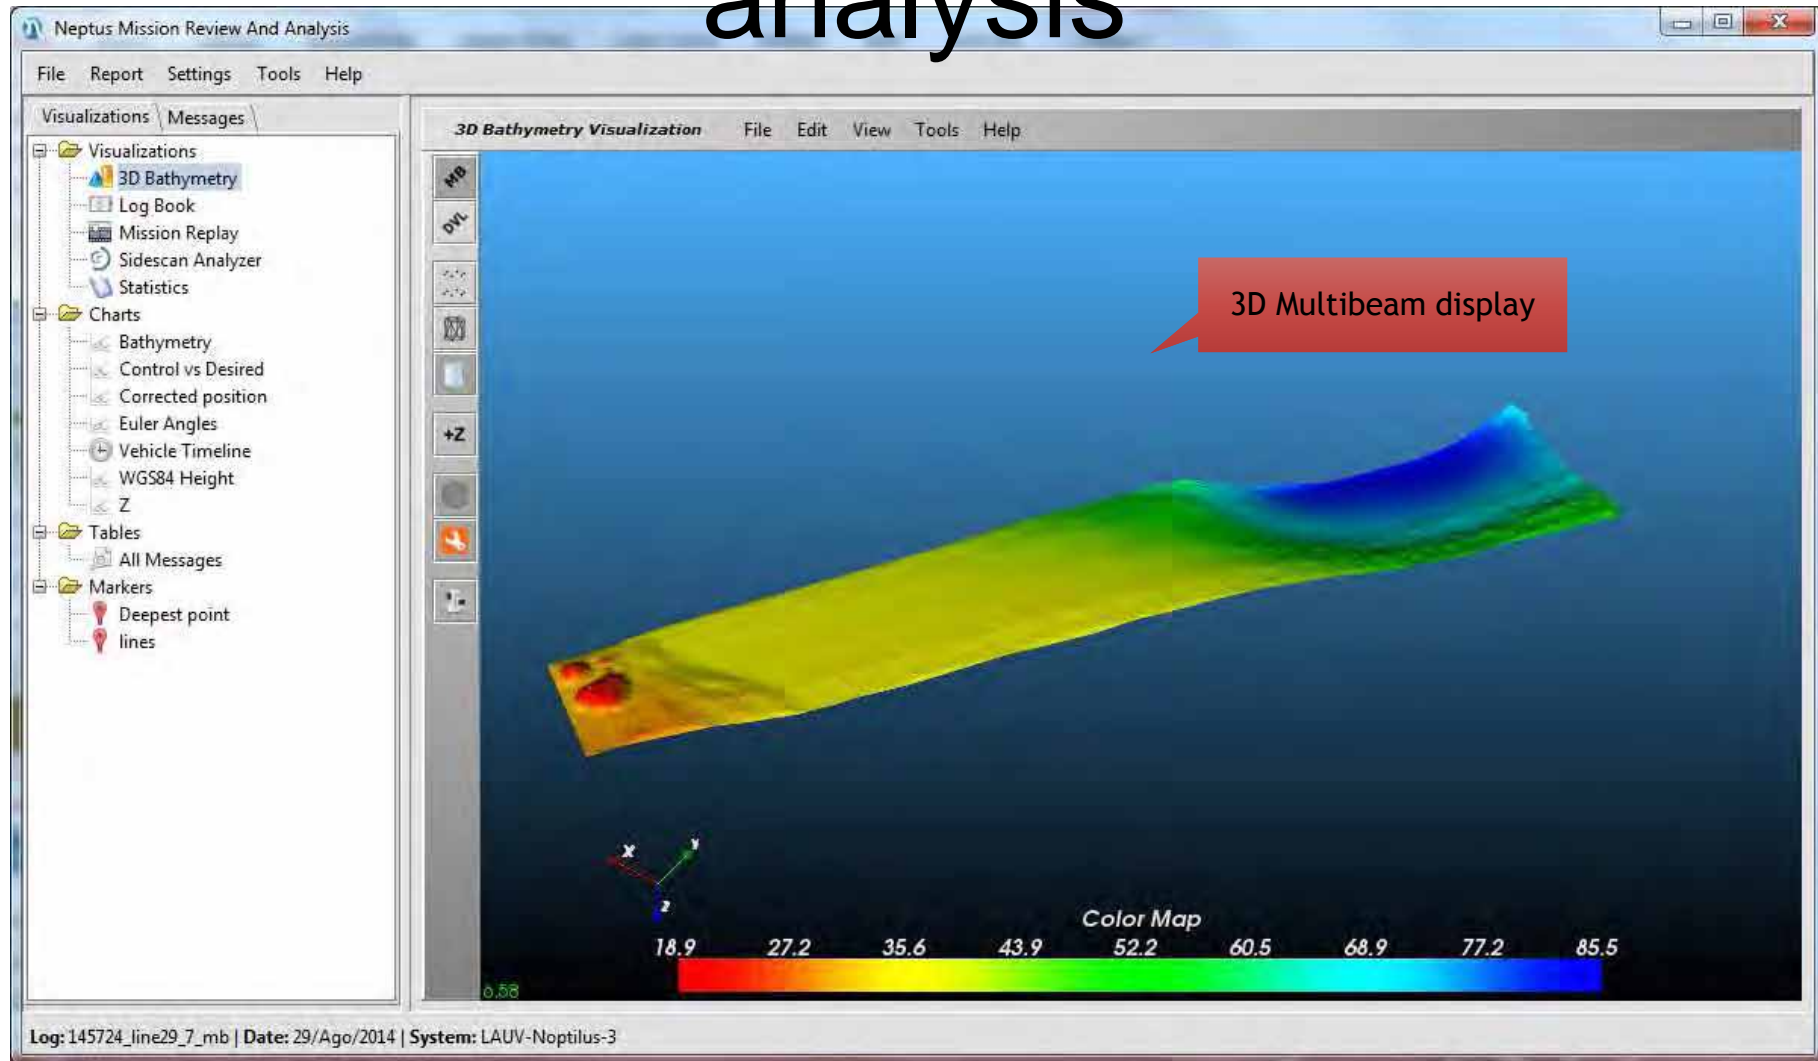 analysis
Neptus Mission Review And Analysis
File Report Settings Tools Help
Visualizations Messages
Visualizations
3D Bathymetry
Log Book
Mission Replay
Sidescan Analyzer
Statistics
Charts
Bathymetry
Control vs Desired
Corrected position
Euler Angles
Vehicle Timeline
WGS84 Height
Z
Tables
All Messages
Markers
Deepest point
lines
3D Bathymetry Visualization File Edit View Tools Help
MB
DVL
+Z
3D Multibeam display
X Y
Z
Color Map
18.9 27.2 35.6 43.9 52.2 60.5 68.9 77.2 85.5
0.58
Log: 145724_line29_7_mb | Date: 29/Ago/2014 | System: LAUV-Noptilus-3